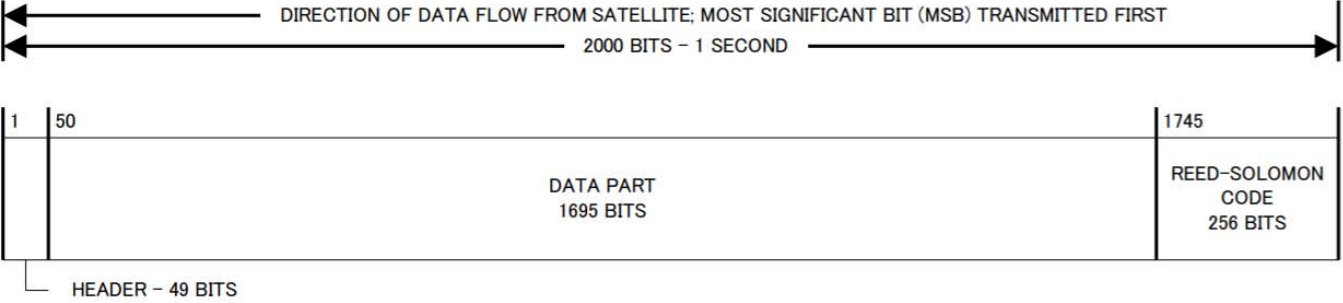 DIRECTION OF DATA FLOW FROM SATELLITE; MOST SIGNIFICANT BIT (MSB) TRANSMITTED FIRST
2000 BITS - 1 SECOND
1 50 1745
DATA PART
1695 BITS
REED-SOLOMON
CODE
256 BITS
HEADER - 49 BITS